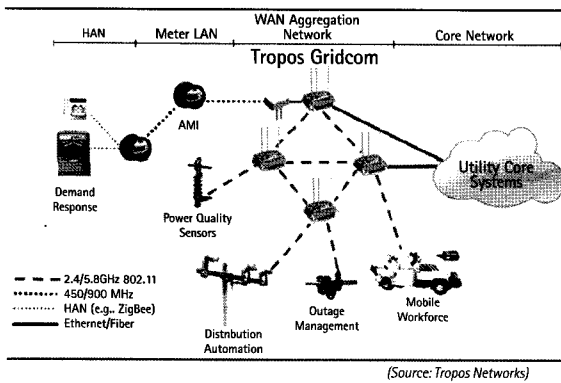 WAN Aggregation
HAN
Meter LAN
Network
Core Network
Tropos Gridcom
AMI
Utility Core
Systems
Demand
Response
Power Quality
Sensors
2.4/5.8GHz 802.11
450/900 MHz
HAN (e.g.. ZigBee)
Ethernet/Fiber
Distribution
Automation
Outage
Management
Mobile
Workforce
(Source: Tropos Networks)